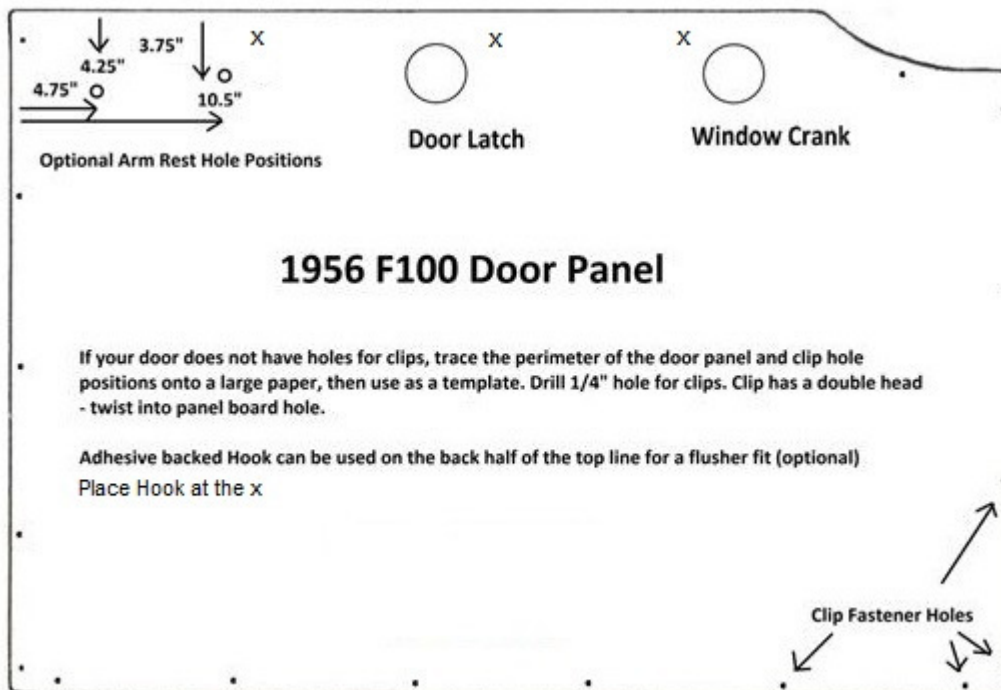 x x x
3.75"
4.25"
4.75"
10.5"
Door Latch
Window Crank
Optional Arm Rest Hole Positions
1956 F100 Door Panel
If your door does not have holes for clips, trace the perimeter of the door panel and clip hole
positions onto a large paper, then use as a template. Drill 1/4" hole for clips. Clip has a double head
- twist into panel board hole.
Adhesive backed Hook can be used on the back half of the top line for a flusher fit (optional)
Place Hook at the x
Clip Fastener Holes